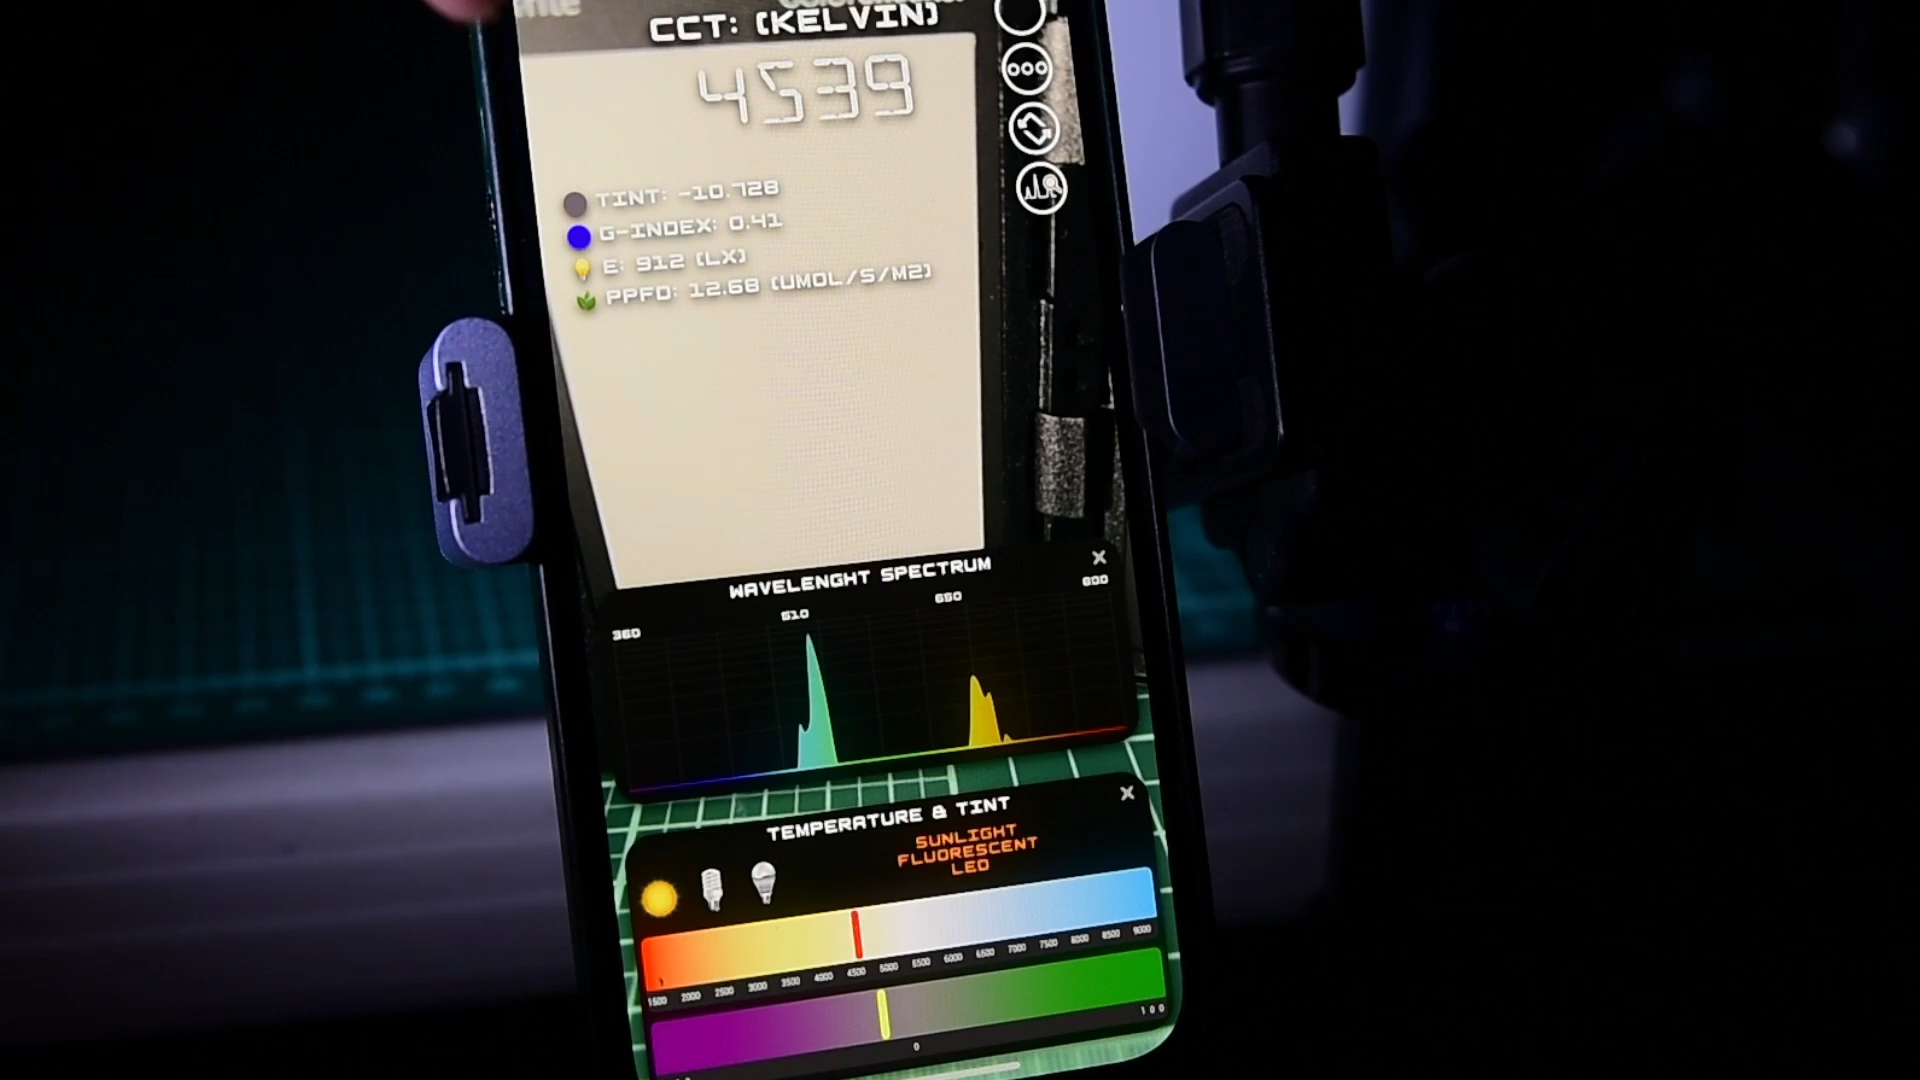 CCT: (KELVIN)
4539
TINT: -10.728
G-INDEX: 0.41
E: 912 (LX)
PPFD: 12.68 (UMOL/S/M2)
WAVELENGHT SPECTRUM
360 510 650 800
TEMPERATURE & TINT
SUNLIGHT
FLUORESCENT
LED
1500 2000 2500 3000 3500 4000 4500 5000 5500 6000 6500 7000 7500 8000 8500 9000
0 100